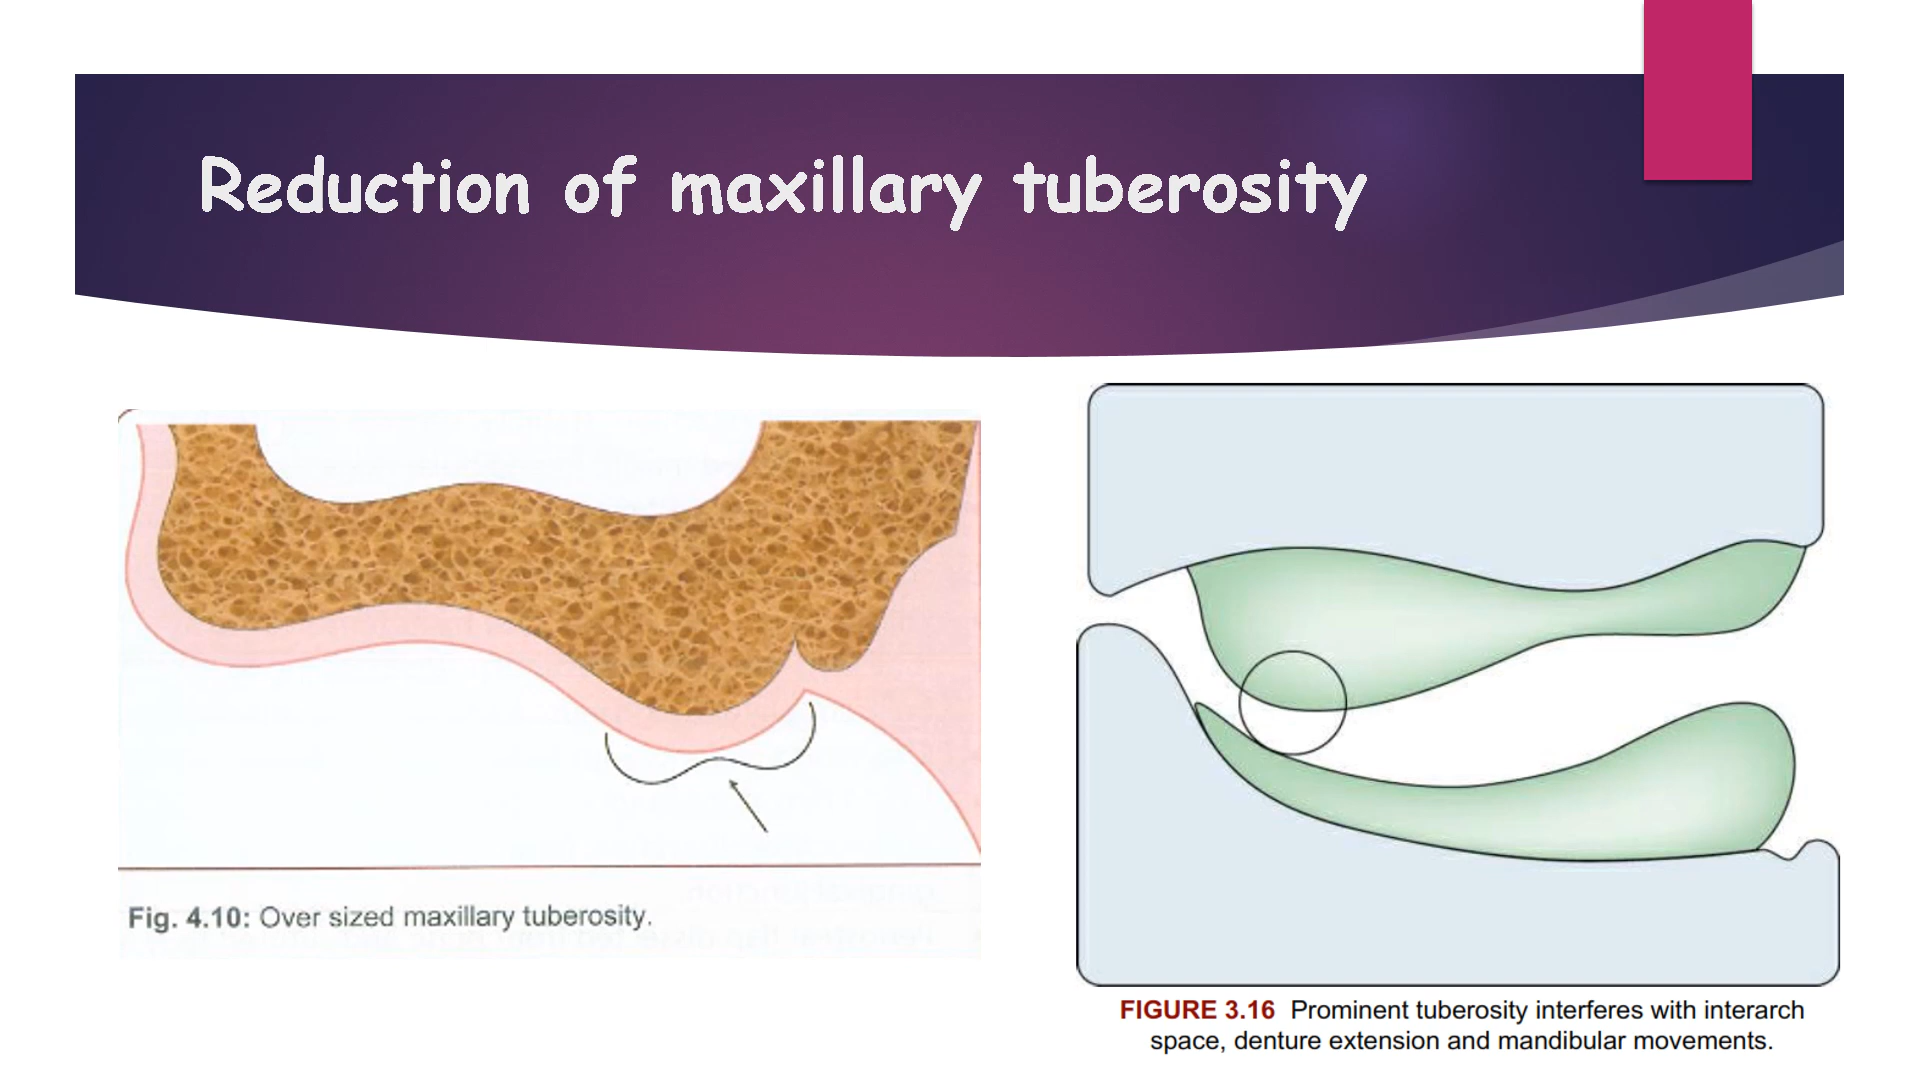 Reduction of maxillary tuberosity
Fig. 4.10: Over sized maxillary tuberosity.
FIGURE 3.16 Prominent tuberosity interferes with interarch
space, denture extension and mandibular movements.